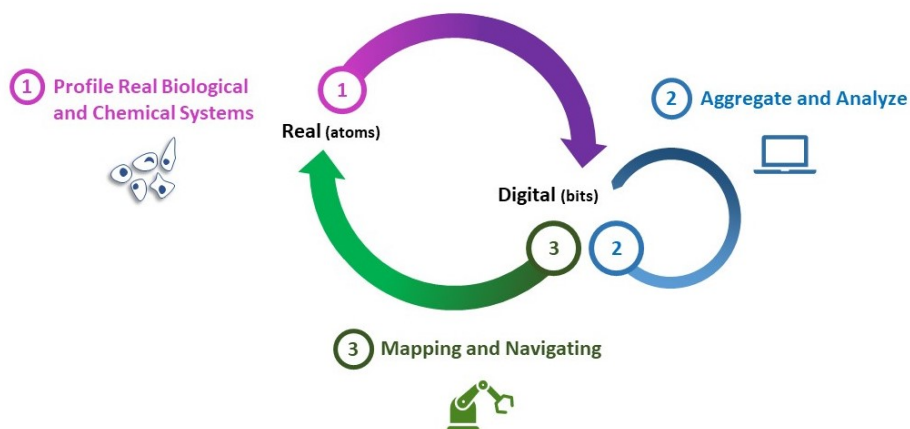 1 Profile Real Biological
and Chemical Systems
1
Real (atoms)
2 Aggregate and Analyze
Digital (bits)
3
2
3 Mapping and Navigating